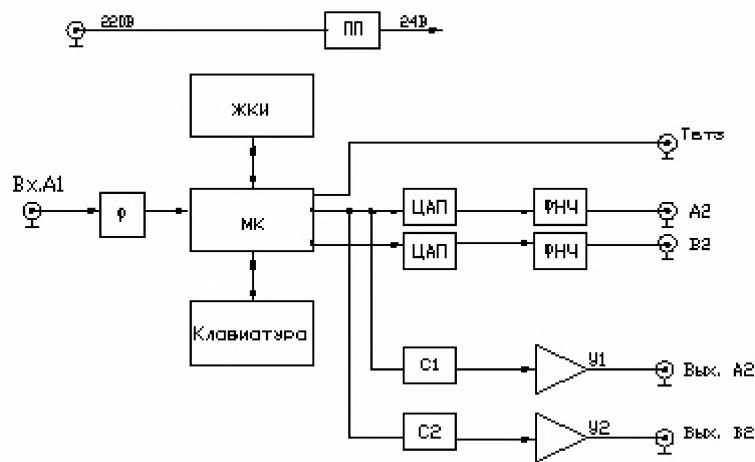 220В ПП 24В
ЖКИ
Вх.А1
Ф МК ЦАП ФНЧ А2
ЦАП ФНЧ В2
Клавиатура
С1 У1 Вых. А2
С2 У2 Вых. В2